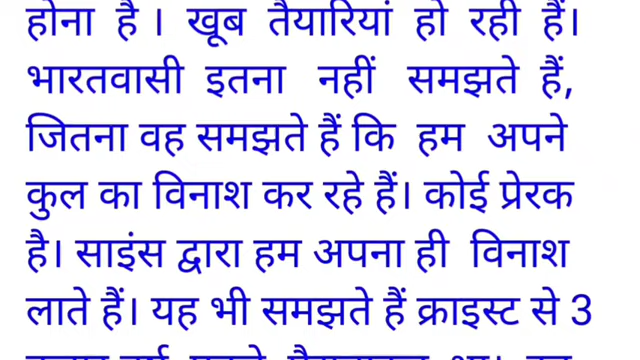 होना है । खूब तैयारियां हो रही हैं।
भारतवासी इतना नहीं समझते हैं,
जितना वह समझते हैं कि हम अपने
कुल का विनाश कर रहे हैं। कोई प्रेरक
है। साइंस द्वारा हम अपना ही विनाश
लाते हैं। यह भी समझते हैं क्राइस्ट से 3